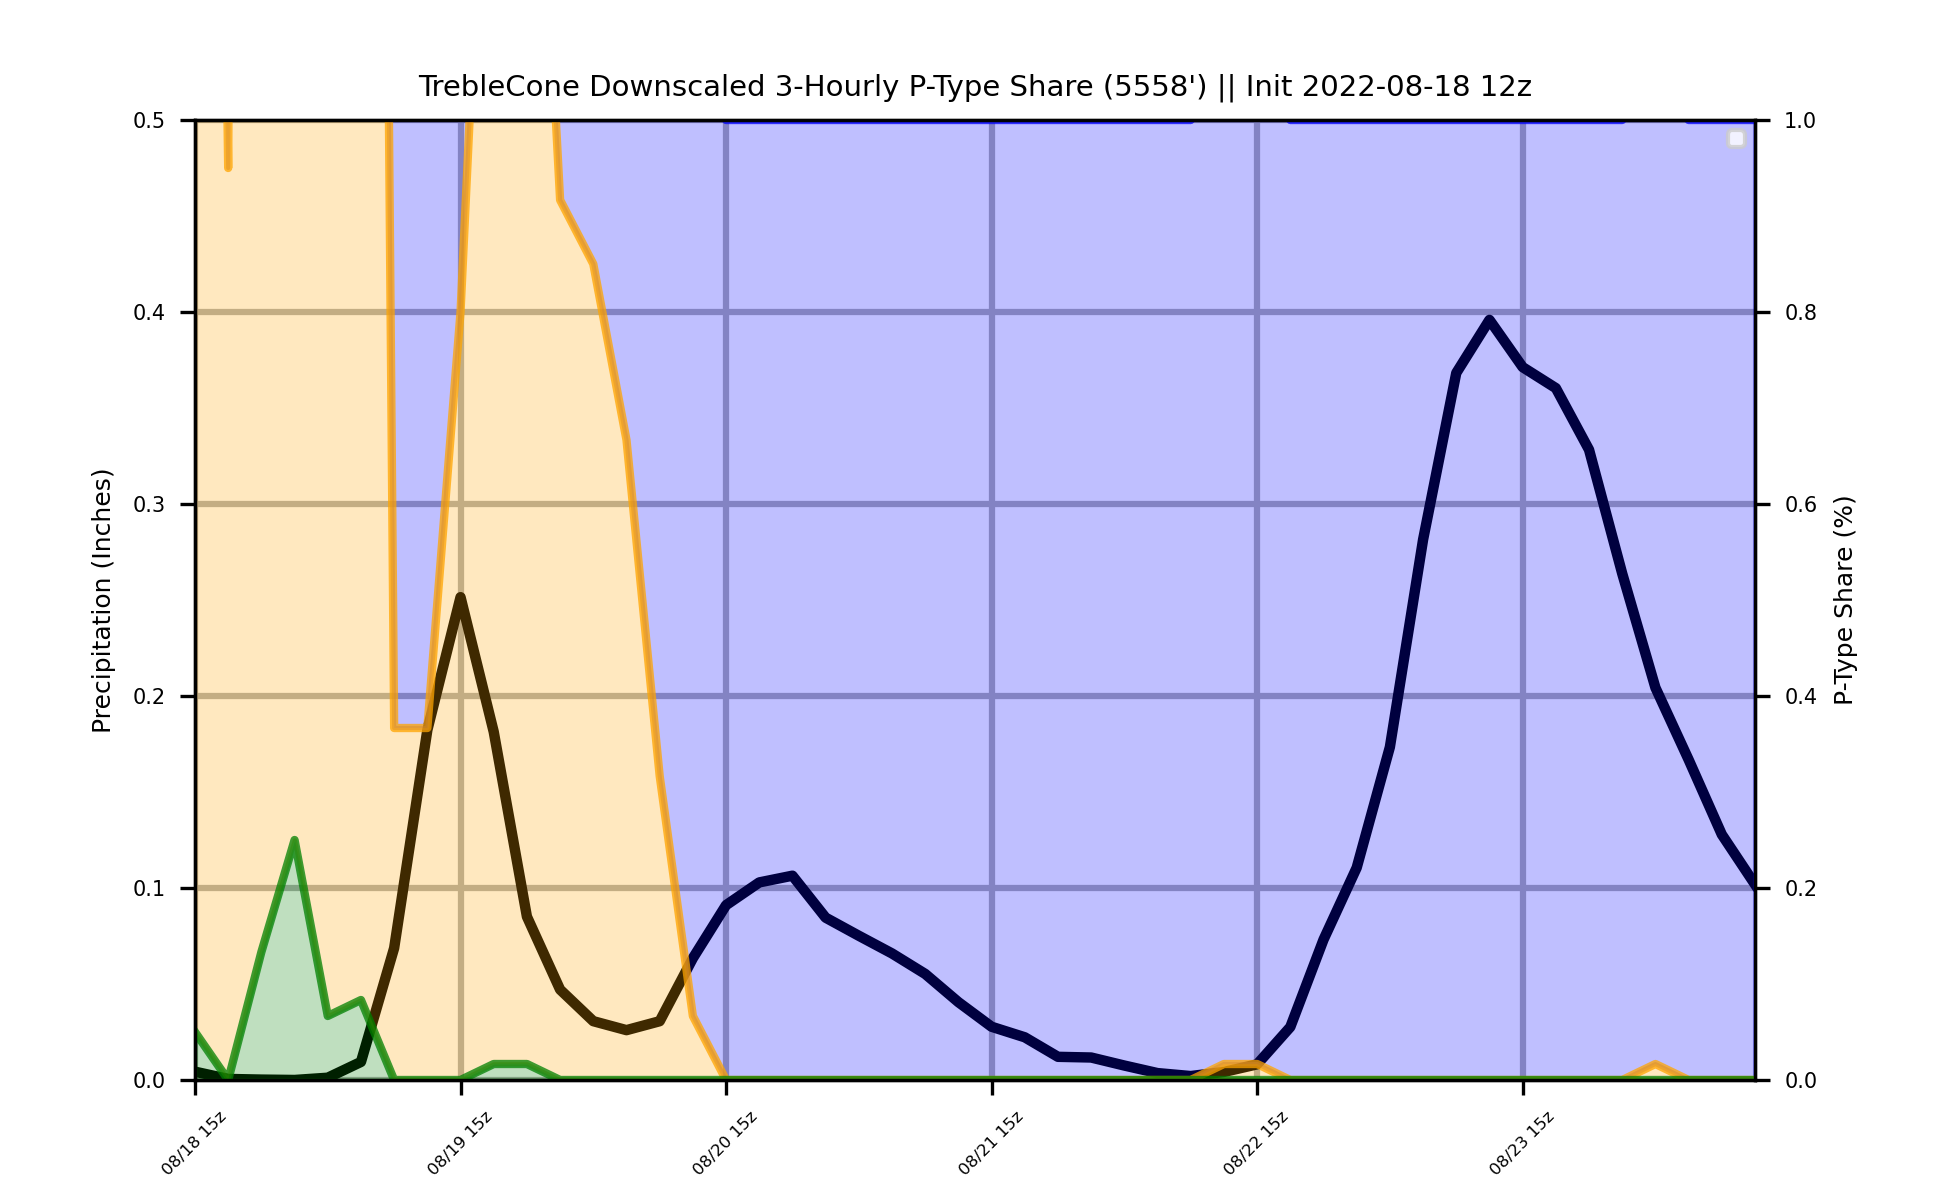 TrebleCone Downscaled 3-Hourly P-Type Share (5558') || Init 2022-08-18 12z
Precipitation (Inches)
0.5
0.4
0.3
0.2
0.1
0.0
1.0
0.8
0.6
0.4
0.2
0.0
P-Type Share (%)
08/18 15z
08/19 15z
08/20 15z
08/21 15z
08/22 15z
08/23 15z